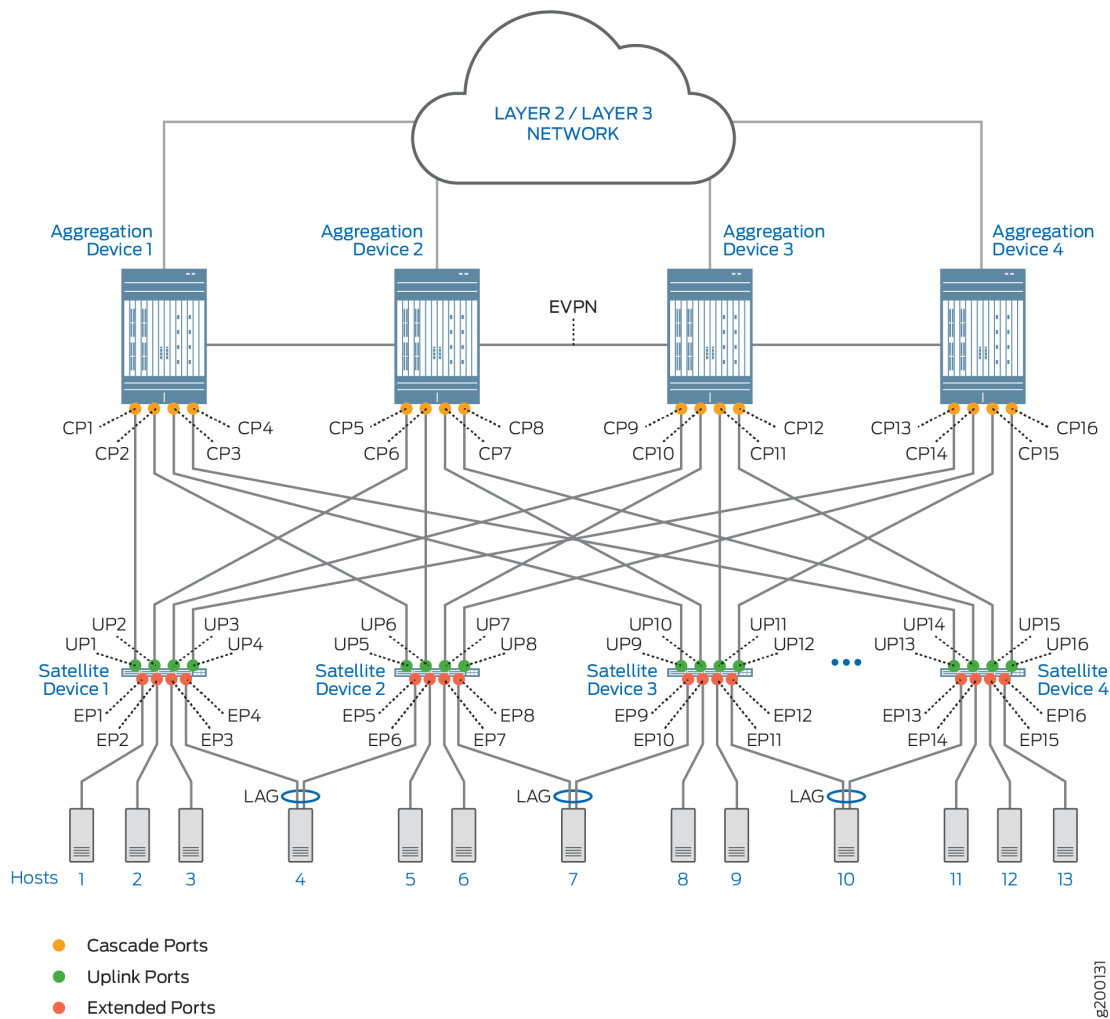 LAYER 2 / LAYER 3
NETWORK
Aggregation
Device 1
Aggregation
Device 2
Aggregation
Device 3
Aggregation
Device 4
EVPN
CP1
CP2
CP3
CP4
CP5
CP6
CP7
CP8
CP9
CP10
CP11
CP12
CP13
CP14
CP15
CP16
UP2
UP1
UP3
UP4
UP6
UP5
UP7
UP8
UP10
UP9
UP11
UP12
UP14
UP13
UP15
UP16
Satellite
Device 1
Satellite
Device 2
Satellite
Device 3
Satellite
Device 4
EP1
EP2
EP3
EP4
EP5
EP6
EP7
EP8
EP9
EP10
EP11
EP12
EP13
EP14
EP15
EP16
LAG
LAG
LAG
Hosts 1 2 3 4 5 6 7 8 9 10 11 12 13
Cascade Ports
Uplink Ports
Extended Ports
g200131